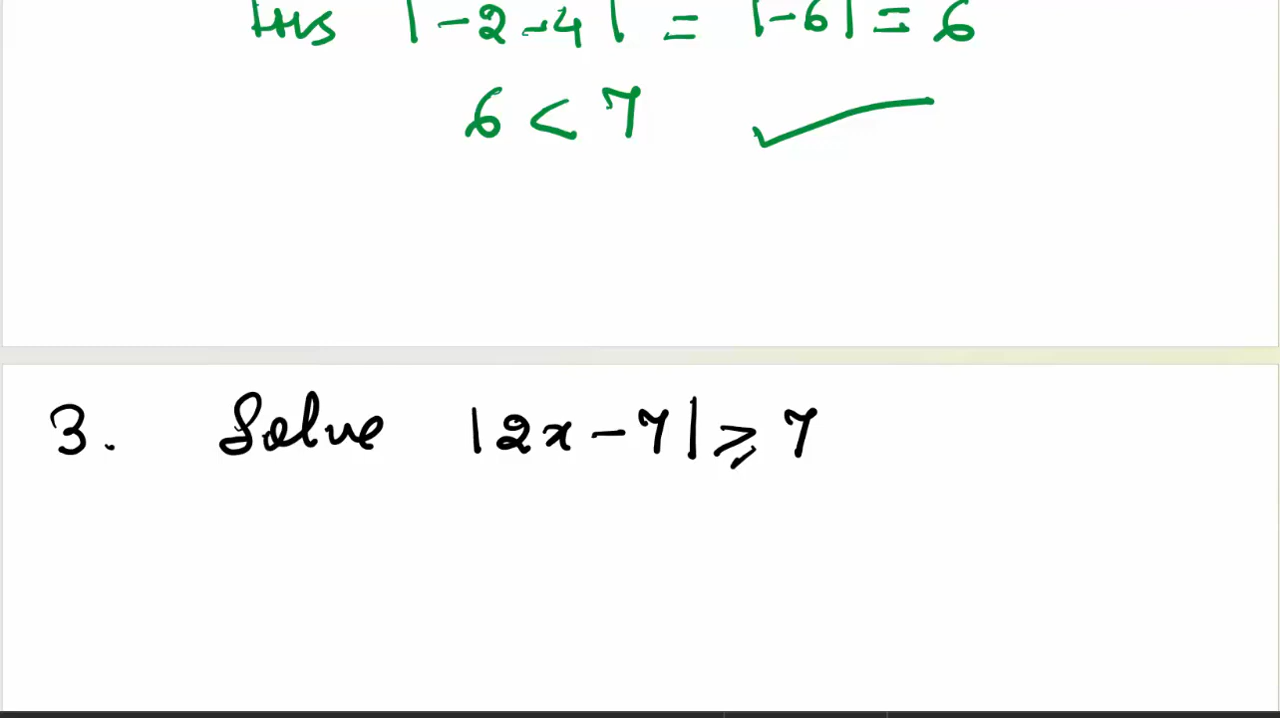 LHS |-2-4| = |-6| = 6
6 < 7 ✓
3. Solve |2x-7| ⩾ 7